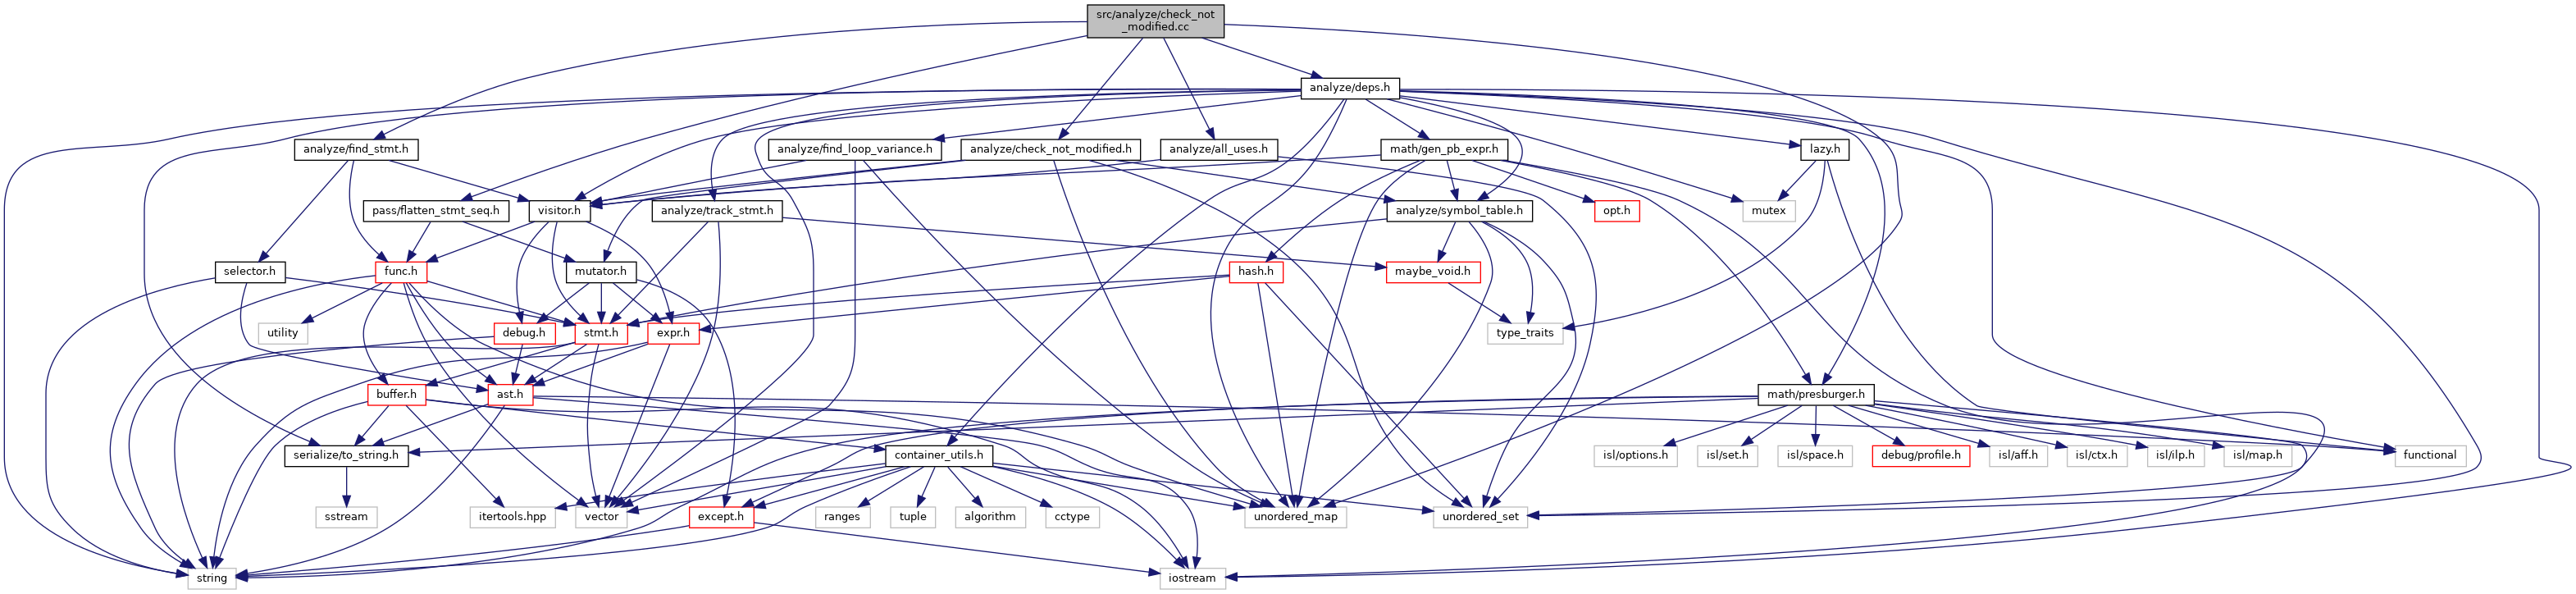 src/analyze/check_not
_modified.cc
analyze/deps.h
analyze/find_stmt.h
analyze/find_loop_variance.h
analyze/check_not_modified.h
analyze/all_uses.h
math/gen_pb_expr.h
lazy.h
pass/flatten_stmt_seq.h
visitor.h
analyze/track_stmt.h
analyze/symbol_table.h
opt.h
mutex
selector.h
func.h
mutator.h
hash.h
maybe_void.h
utility
debug.h
stmt.h
expr.h
type_traits
buffer.h
ast.h
math/presburger.h
serialize/to_string.h
container_utils.h
isl/options.h
isl/set.h
isl/space.h
debug/profile.h
isl/aff.h
isl/ctx.h
isl/ilp.h
isl/map.h
functional
sstream
itertools.hpp
vector
except.h
ranges
tuple
algorithm
cctype
unordered_map
unordered_set
string
iostream